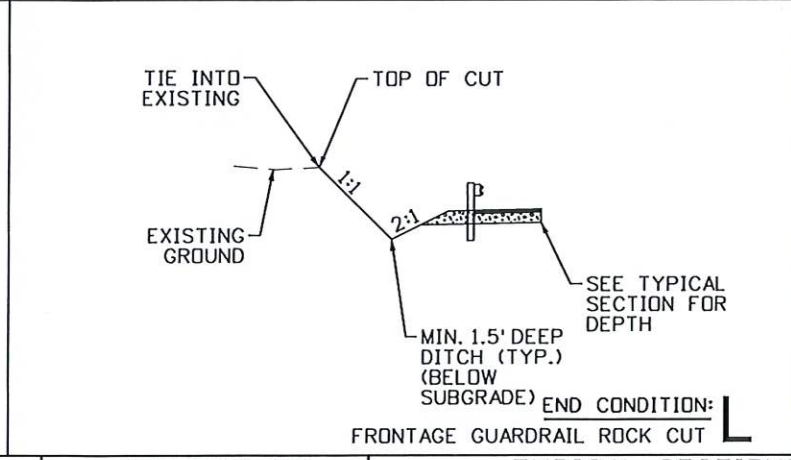 TIE INTO
EXISTING
TOP OF CUT
1:1
2:1
EXISTING
GROUND
SEE TYPICAL
SECTION FOR
DEPTH
MIN. 1.5' DEEP
DITCH (TYP.)
(BELOW
SUBGRADE)
END CONDITION:
FRONTAGE GUARDRAIL ROCK CUT L